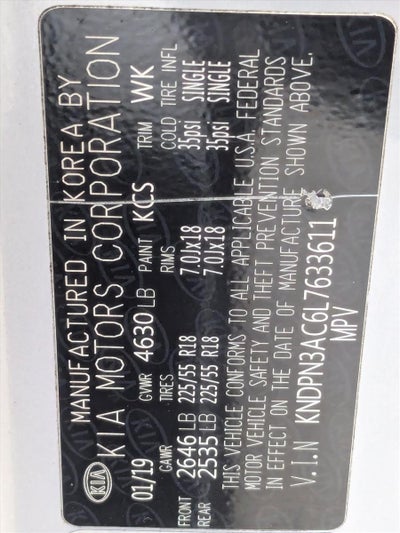 KIA
MANUFACTURED IN KOREA BY
KIA MOTORS CORPORATION
01/19 GVWR 4630 LB PAINT KCS TRIM WK
GAWR TIRES RIMS COLD TIRE INFL
FRONT 2646 LB 225/55 R18 7.0Jx18 35psi SINGLE
REAR 2535 LB 225/55 R18 7.0Jx18 35psi SINGLE
THIS VEHICLE CONFORMS TO ALL APPLICABLE U.S.A. FEDERAL
MOTOR VEHICLE SAFETY AND THEFT PREVENTION STANDARDS
IN EFFECT ON THE DATE OF MANUFACTURE SHOWN ABOVE.
V.I.N KNDPN3AC6L7633611
MPV